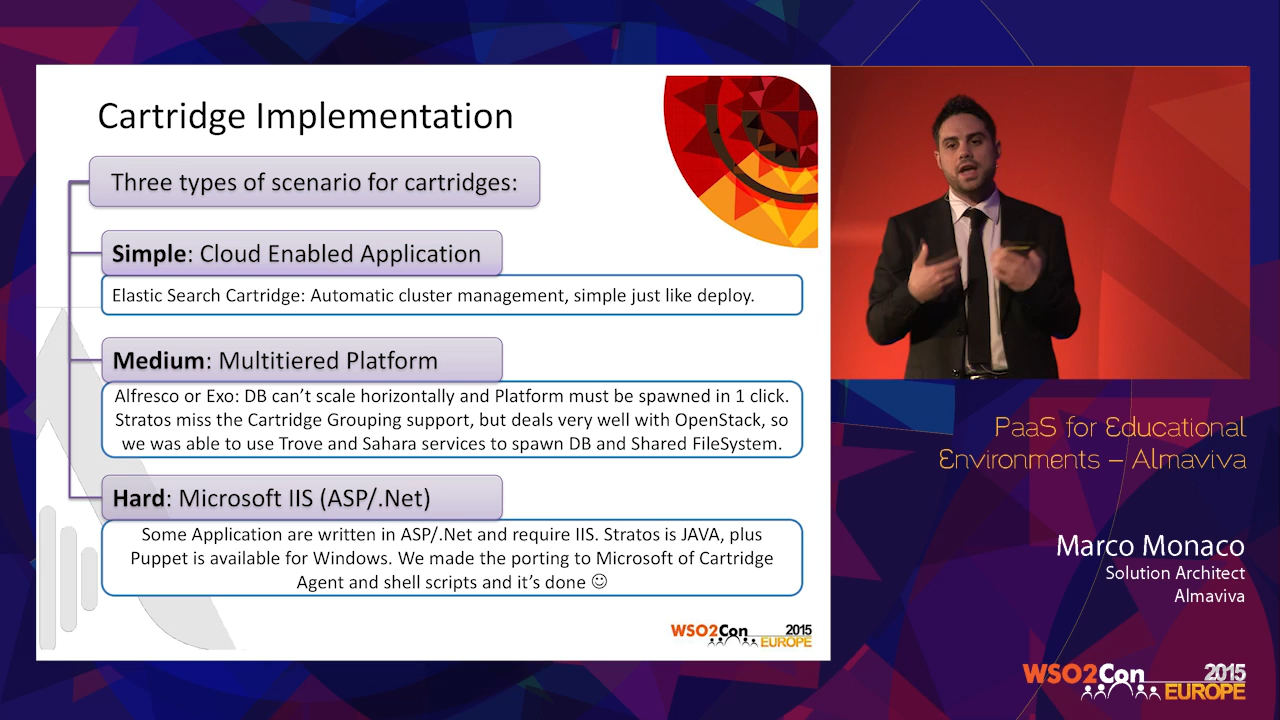 Cartridge Implementation
Three types of scenario for cartridges:
Simple: Cloud Enabled Application
Elastic Search Cartridge: Automatic cluster management, simple just like deploy.
Medium: Multitiered Platform
Alfresco or Exo: DB can’t scale horizontally and Platform must be spawned in 1 click.
Stratos miss the Cartridge Grouping support, but deals very well with OpenStack, so
we was able to use Trove and Sahara services to spawn DB and Shared FileSystem.
Hard: Microsoft IIS (ASP/.Net)
Some Application are written in ASP/.Net and require IIS. Stratos is JAVA, plus
Puppet is available for Windows. We made the porting to Microsoft of Cartridge
Agent and shell scripts and it’s done ☺
WSO2Con 2015
EUROPE
PaaS for Educational
Environments – Almaviva
Marco Monaco
Solution Architect
Almaviva
WSO2Con 2015
EUROPE